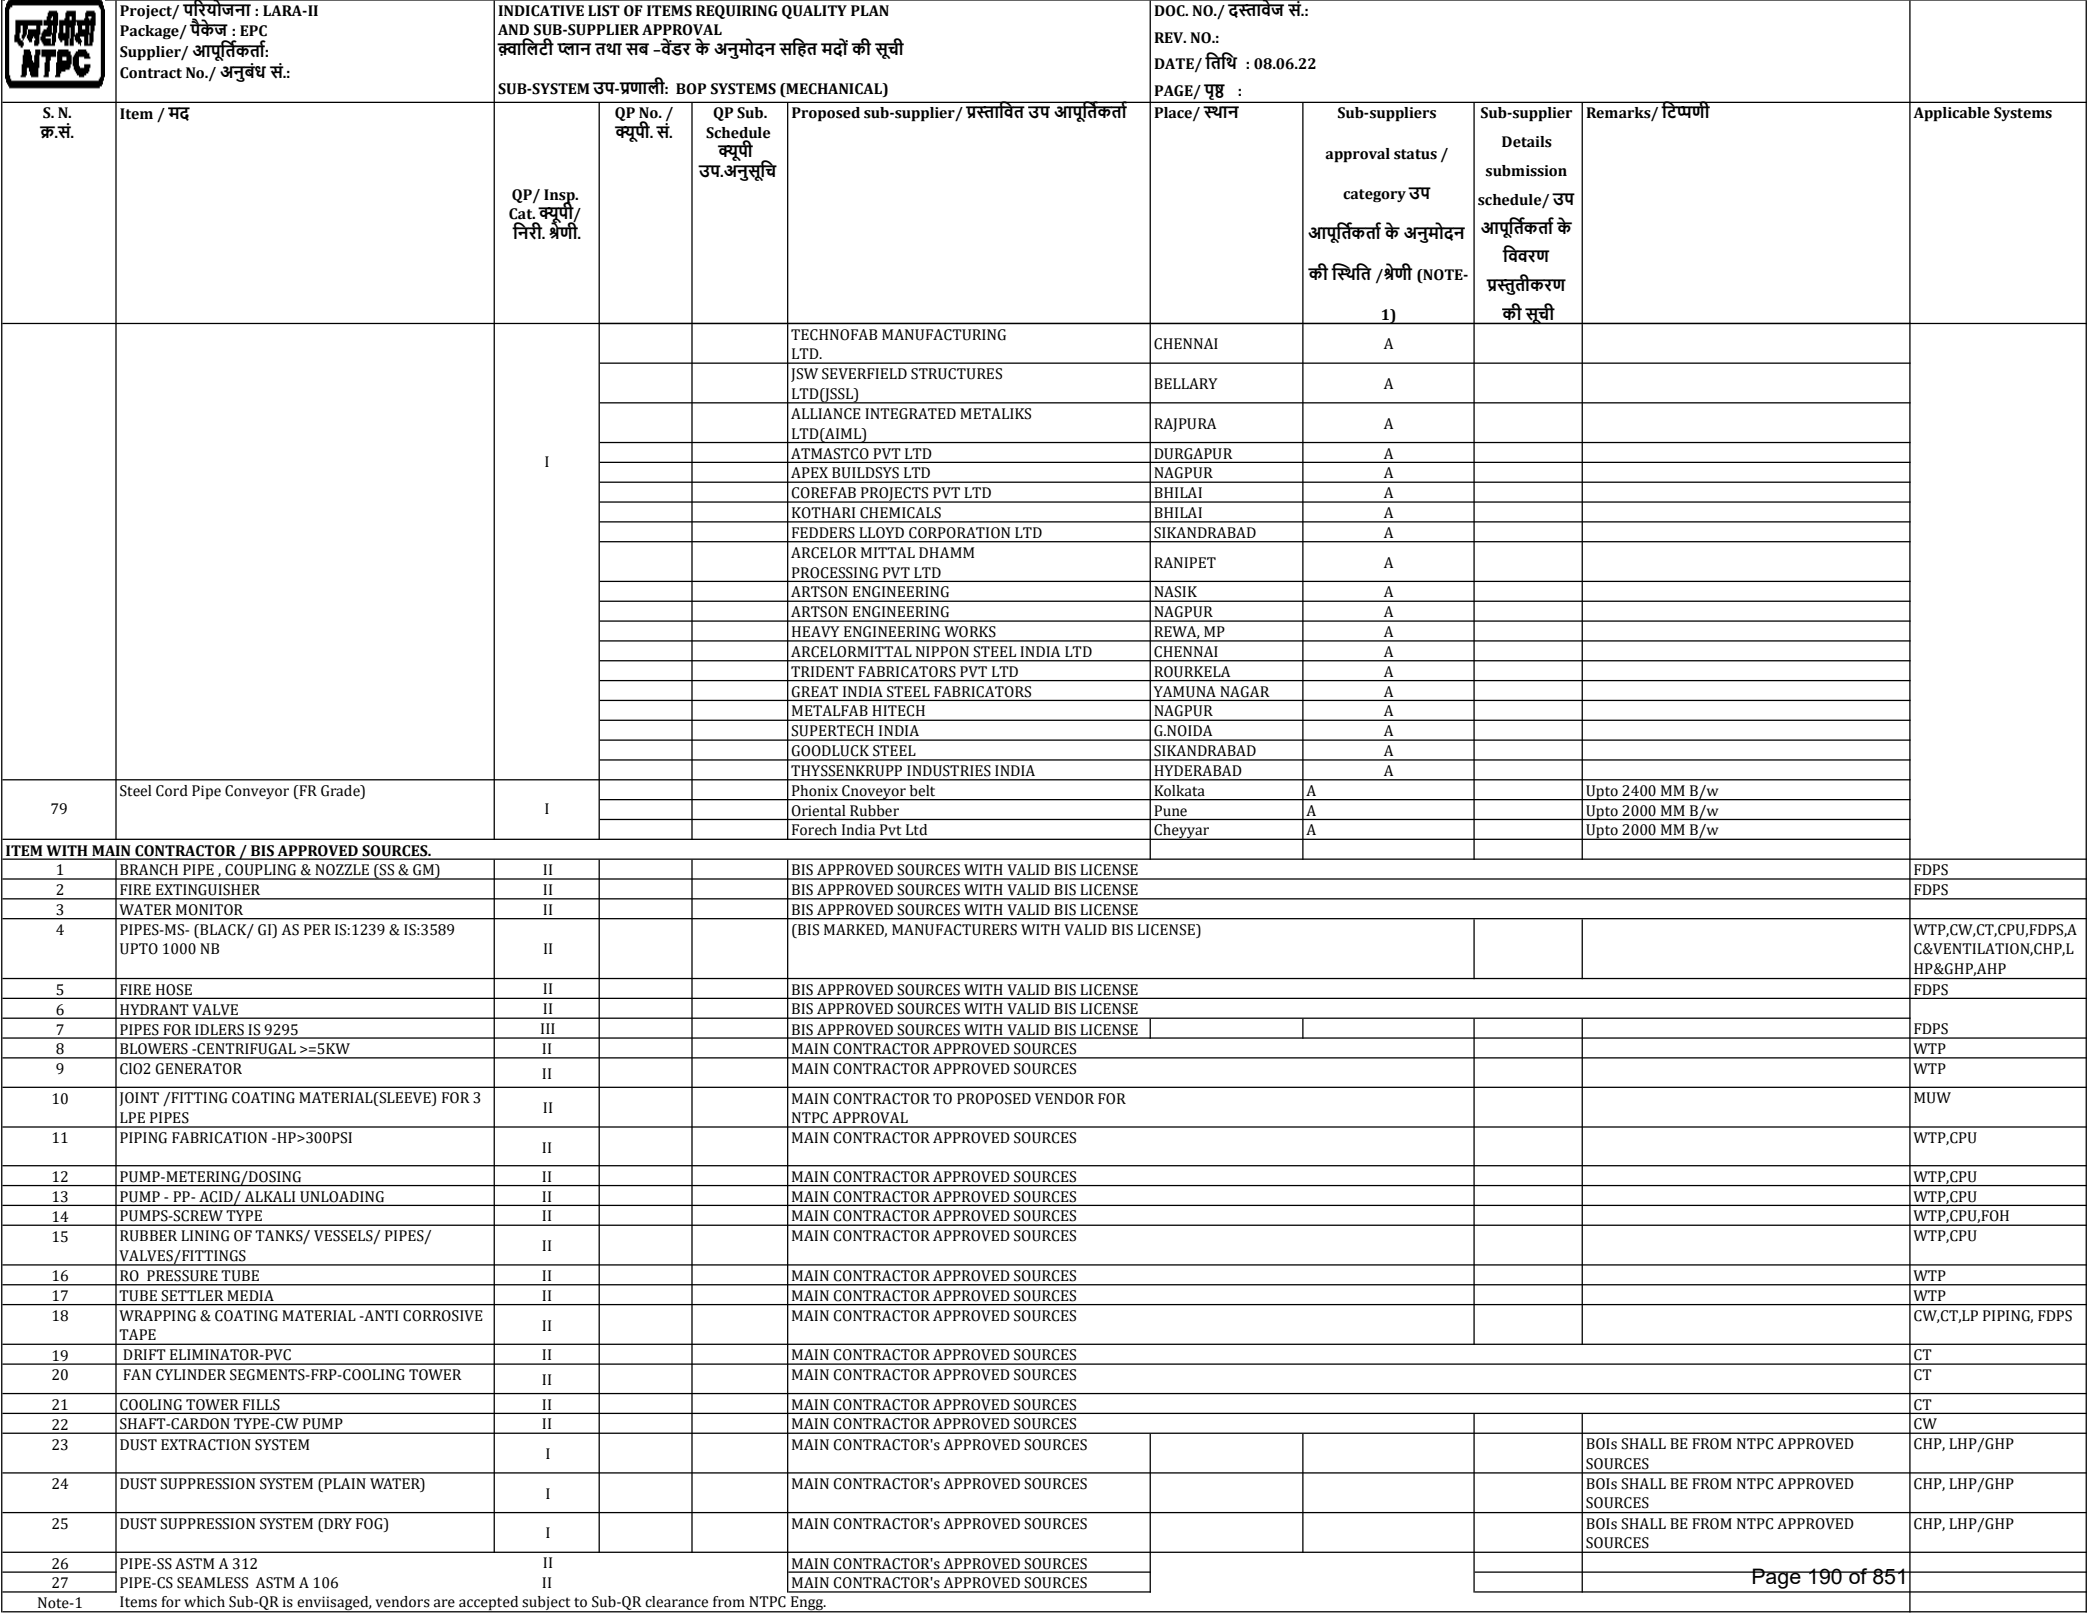 एनटीपीसी
NTPC
Project/ परियोजना : LARA-II
Package/ पैकेज : EPC
Supplier/ आपूर्तिकर्ता:
Contract No./ अनुबंध सं.:
INDICATIVE LIST OF ITEMS REQUIRING QUALITY PLAN
AND SUB-SUPPLIER APPROVAL
क़्वालिटी प्लान तथा सब –वेंडर के अनुमोदन सहित मदों की सूची
SUB-SYSTEM उप-प्रणाली: BOP SYSTEMS (MECHANICAL)
DOC. NO./ दस्तावेज सं.:
REV. NO.:
DATE/ तिथि : 08.06.22
PAGE/ पृष्ठ :
S. N.
क्र.सं.
Item / मद
QP/ Insp.
Cat. क्यूपी/
निरी. श्रेणी.
QP No. /
क्यूपी. सं.
QP Sub.
Schedule
क्यूपी
उप.अनुसूचि
Proposed sub-supplier/ प्रस्तावित उप आपूर्तिकर्ता
Place/ स्थान
Sub-suppliers
approval status /
category उप
आपूर्तिकर्ता के अनुमोदन
की स्थिति /श्रेणी (NOTE-
1)
Sub-supplier
Details
submission
schedule/ उप
आपूर्तिकर्ता के
विवरण
प्रस्तुतीकरण
की सूची
Remarks/ टिप्पणी
Applicable Systems
I
TECHNOFAB MANUFACTURING
LTD.
CHENNAI A
JSW SEVERFIELD STRUCTURES
LTD(JSSL)
BELLARY A
ALLIANCE INTEGRATED METALIKS
LTD(AIML)
RAJPURA A
ATMASTCO PVT LTD DURGAPUR A
APEX BUILDSYS LTD NAGPUR A
COREFAB PROJECTS PVT LTD BHILAI A
KOTHARI CHEMICALS BHILAI A
FEDDERS LLOYD CORPORATION LTD SIKANDRABAD A
ARCELOR MITTAL DHAMM
PROCESSING PVT LTD
RANIPET A
ARTSON ENGINEERING NASIK A
ARTSON ENGINEERING NAGPUR A
HEAVY ENGINEERING WORKS REWA, MP A
ARCELORMITTAL NIPPON STEEL INDIA LTD CHENNAI A
TRIDENT FABRICATORS PVT LTD ROURKELA A
GREAT INDIA STEEL FABRICATORS YAMUNA NAGAR A
METALFAB HITECH NAGPUR A
SUPERTECH INDIA G.NOIDA A
GOODLUCK STEEL SIKANDRABAD A
THYSSENKRUPP INDUSTRIES INDIA HYDERABAD A
79 Steel Cord Pipe Conveyor (FR Grade) I
Phonix Cnoveyor belt Kolkata A Upto 2400 MM B/w
Oriental Rubber Pune A Upto 2000 MM B/w
Forech India Pvt Ltd Cheyyar A Upto 2000 MM B/w
ITEM WITH MAIN CONTRACTOR / BIS APPROVED SOURCES.
1 BRANCH PIPE , COUPLING & NOZZLE (SS & GM) II BIS APPROVED SOURCES WITH VALID BIS LICENSE FDPS
2 FIRE EXTINGUISHER II BIS APPROVED SOURCES WITH VALID BIS LICENSE FDPS
3 WATER MONITOR II BIS APPROVED SOURCES WITH VALID BIS LICENSE
4 PIPES-MS- (BLACK/ GI) AS PER IS:1239 & IS:3589
UPTO 1000 NB
II (BIS MARKED, MANUFACTURERS WITH VALID BIS LICENSE)
WTP,CW,CT,CPU,FDPS,A
C&VENTILATION,CHP,L
HP&GHP,AHP
5 FIRE HOSE II BIS APPROVED SOURCES WITH VALID BIS LICENSE FDPS
6 HYDRANT VALVE II BIS APPROVED SOURCES WITH VALID BIS LICENSE
7 PIPES FOR IDLERS IS 9295 III BIS APPROVED SOURCES WITH VALID BIS LICENSE FDPS
8 BLOWERS -CENTRIFUGAL >=5KW II MAIN CONTRACTOR APPROVED SOURCES WTP
9 ClO2 GENERATOR II MAIN CONTRACTOR APPROVED SOURCES WTP
10 JOINT /FITTING COATING MATERIAL(SLEEVE) FOR 3
LPE PIPES
II MAIN CONTRACTOR TO PROPOSED VENDOR FOR
NTPC APPROVAL
MUW
11 PIPING FABRICATION -HP>300PSI II MAIN CONTRACTOR APPROVED SOURCES WTP,CPU
12 PUMP-METERING/DOSING II MAIN CONTRACTOR APPROVED SOURCES WTP,CPU
13 PUMP - PP- ACID/ ALKALI UNLOADING II MAIN CONTRACTOR APPROVED SOURCES WTP,CPU
14 PUMPS-SCREW TYPE II MAIN CONTRACTOR APPROVED SOURCES WTP,CPU,FOH
15 RUBBER LINING OF TANKS/ VESSELS/ PIPES/
VALVES/FITTINGS
II MAIN CONTRACTOR APPROVED SOURCES WTP,CPU
16 RO PRESSURE TUBE II MAIN CONTRACTOR APPROVED SOURCES WTP
17 TUBE SETTLER MEDIA II MAIN CONTRACTOR APPROVED SOURCES WTP
18 WRAPPING & COATING MATERIAL -ANTI CORROSIVE
TAPE
II MAIN CONTRACTOR APPROVED SOURCES CW,CT,LP PIPING, FDPS
19 DRIFT ELIMINATOR-PVC II MAIN CONTRACTOR APPROVED SOURCES CT
20 FAN CYLINDER SEGMENTS-FRP-COOLING TOWER II MAIN CONTRACTOR APPROVED SOURCES CT
21 COOLING TOWER FILLS II MAIN CONTRACTOR APPROVED SOURCES CT
22 SHAFT-CARDON TYPE-CW PUMP II MAIN CONTRACTOR APPROVED SOURCES CW
23 DUST EXTRACTION SYSTEM I MAIN CONTRACTOR's APPROVED SOURCES BOIs SHALL BE FROM NTPC APPROVED
SOURCES
CHP, LHP/GHP
24 DUST SUPPRESSION SYSTEM (PLAIN WATER) I MAIN CONTRACTOR's APPROVED SOURCES BOIs SHALL BE FROM NTPC APPROVED
SOURCES
CHP, LHP/GHP
25 DUST SUPPRESSION SYSTEM (DRY FOG) I MAIN CONTRACTOR's APPROVED SOURCES BOIs SHALL BE FROM NTPC APPROVED
SOURCES
CHP, LHP/GHP
26 PIPE-SS ASTM A 312 II MAIN CONTRACTOR's APPROVED SOURCES
27 PIPE-CS SEAMLESS ASTM A 106 II MAIN CONTRACTOR's APPROVED SOURCES
Page 190 of 851
Note-1 Items for which Sub-QR is enviisaged, vendors are accepted subject to Sub-QR clearance from NTPC Engg.